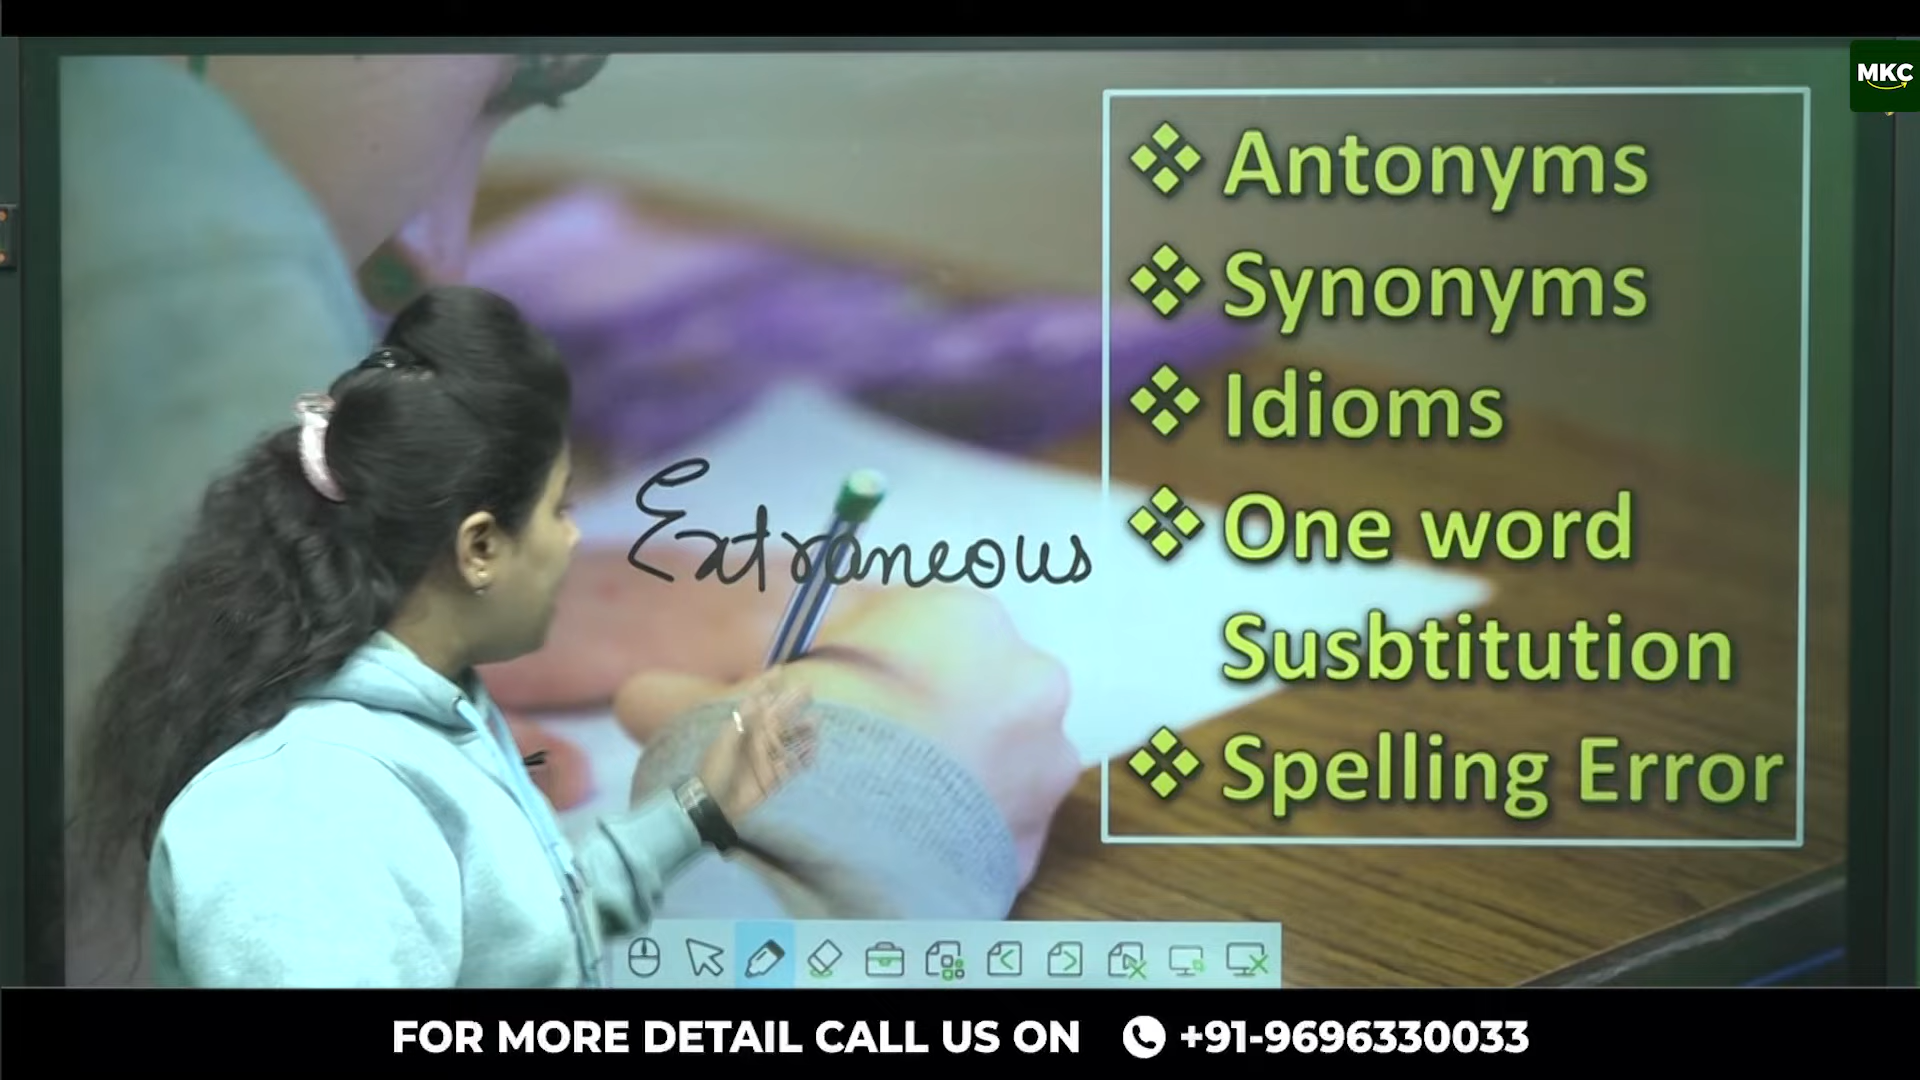 MKC
Antonyms
Synonyms
Idioms
One word
Susbtitution
Spelling Error
Extraneous
FOR MORE DETAIL CALL US ON +91-9696330033